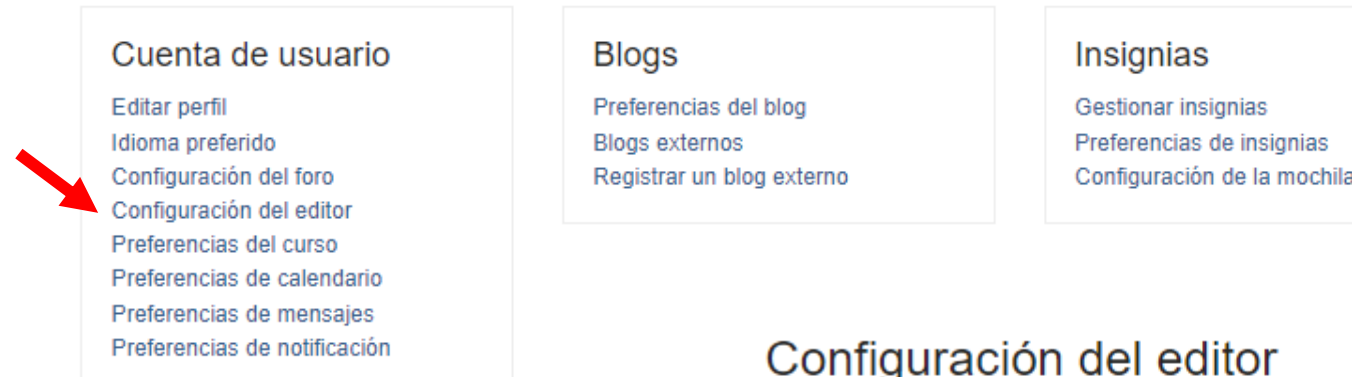 Cuenta de usuario
Editar perfil
Idioma preferido
Configuración del foro
Configuración del editor
Preferencias del curso
Preferencias de calendario
Preferencias de mensajes
Preferencias de notificación
Blogs
Preferencias del blog
Blogs externos
Registrar un blog externo
Insignias
Gestionar insignias
Preferencias de insignias
Configuración de la mochila
Configuración del editor